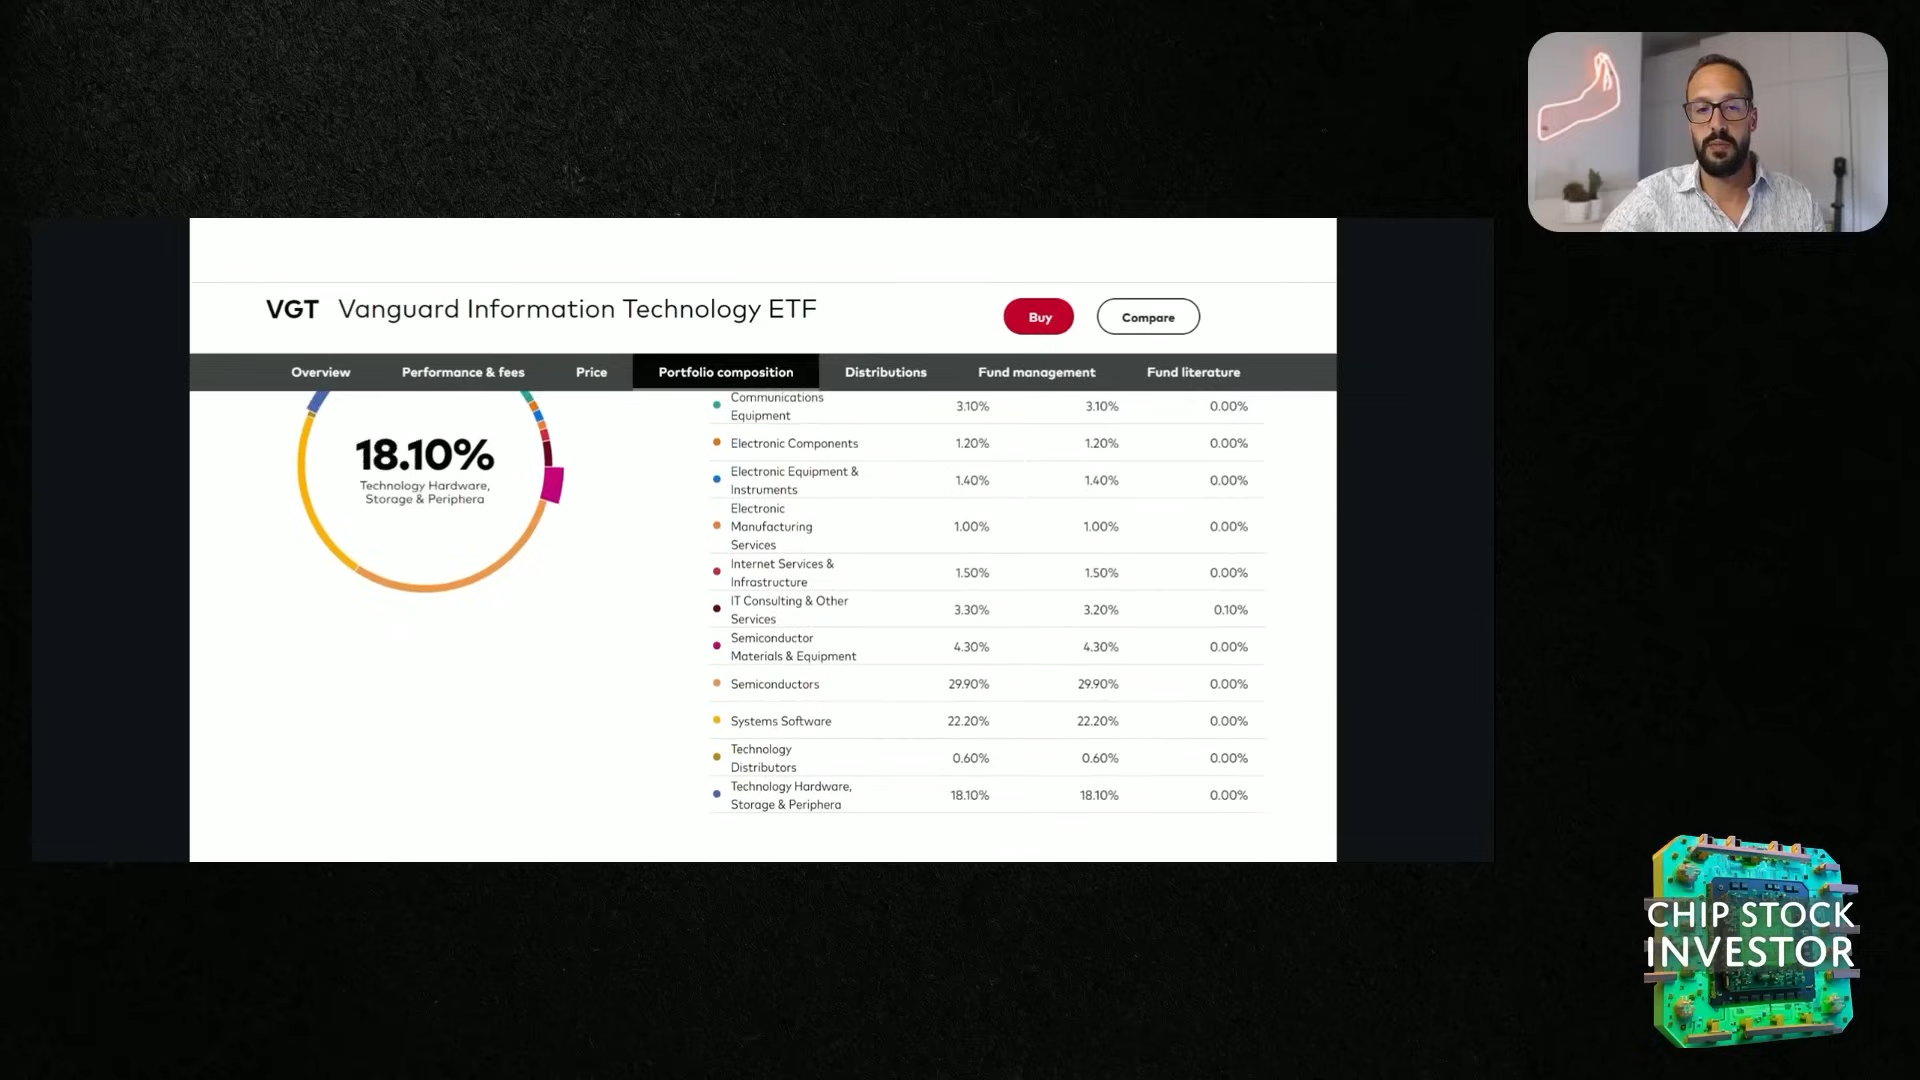 VGT Vanguard Information Technology ETF
Buy
Compare
Overview
Performance & fees
Price
Portfolio composition
Distributions
Fund management
Fund literature
18.10%
Technology Hardware,
Storage & Periphera
Communications
Equipment
3.10% 3.10% 0.00%
Electronic Components 1.20% 1.20% 0.00%
Electronic Equipment &
Instruments
1.40% 1.40% 0.00%
Electronic
Manufacturing
Services
1.00% 1.00% 0.00%
Internet Services &
Infrastructure
1.50% 1.50% 0.00%
IT Consulting & Other
Services
3.30% 3.20% 0.10%
Semiconductor
Materials & Equipment
4.30% 4.30% 0.00%
Semiconductors 29.90% 29.90% 0.00%
Systems Software 22.20% 22.20% 0.00%
Technology
Distributors
0.60% 0.60% 0.00%
Technology Hardware,
Storage & Periphera
18.10% 18.10% 0.00%
CHIP STOCK
INVESTOR